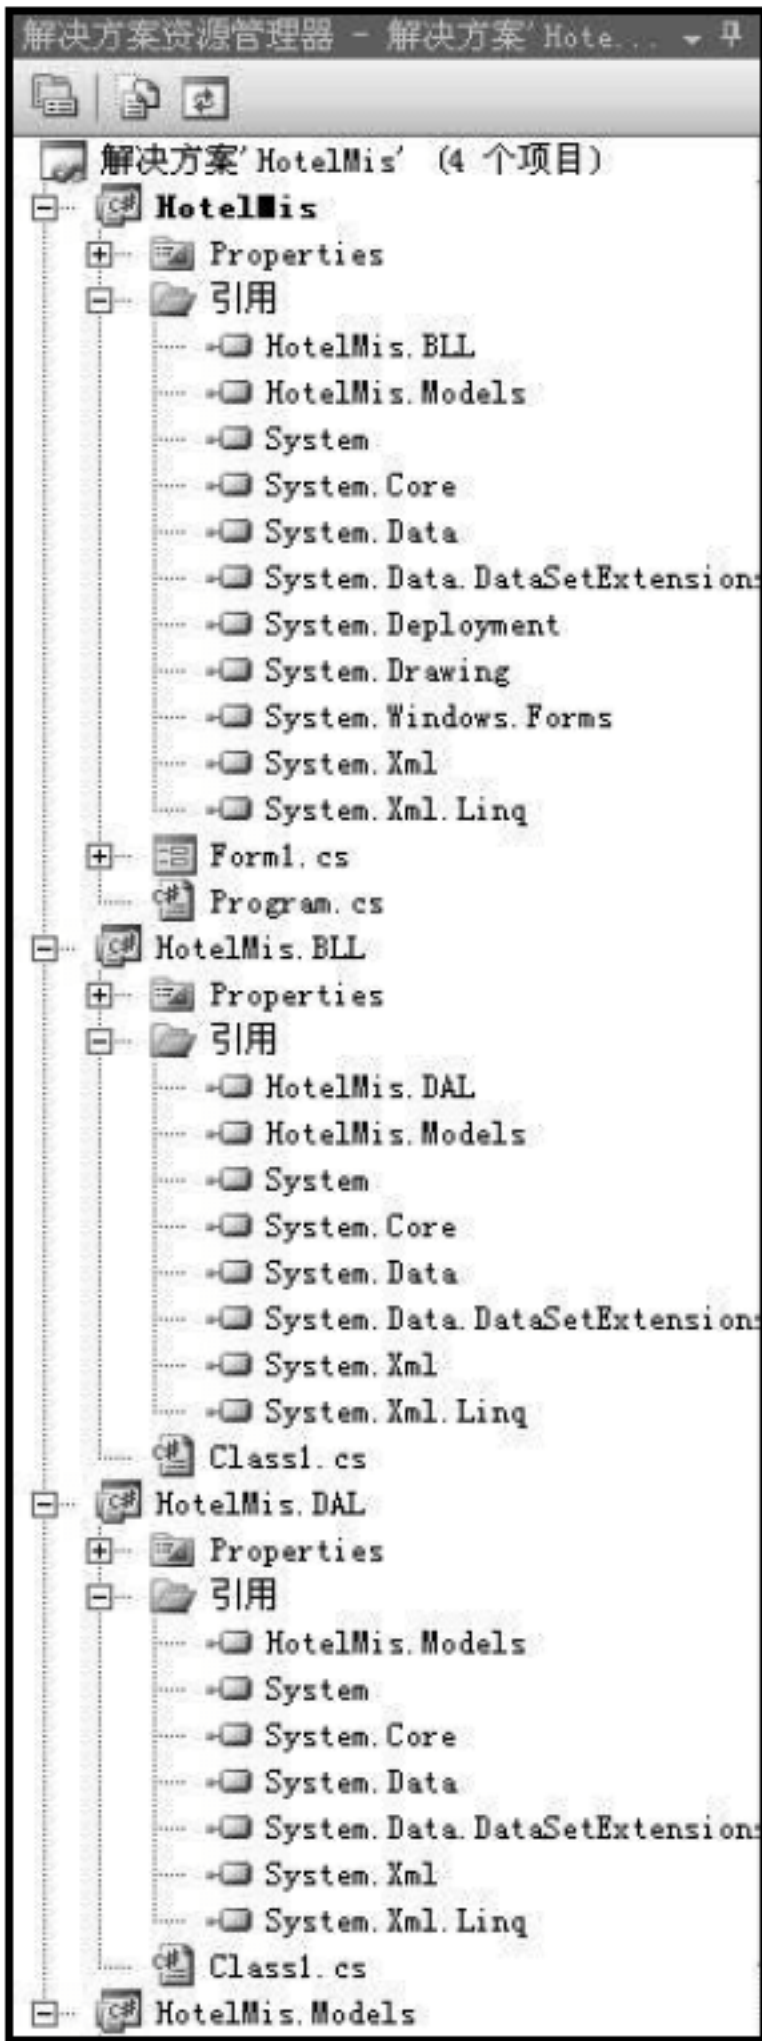 解决方案资源管理器 - 解决方案'Hote...
解决方案'HotelMis' (4 个项目)
HotelMis
Properties
引用
HotelMis.BLL
HotelMis.Models
System
System.Core
System.Data
System.Data.DataSetExtensions
System.Deployment
System.Drawing
System.Windows.Forms
System.Xml
System.Xml.Linq
Form1.cs
Program.cs
HotelMis.BLL
Properties
引用
HotelMis.DAL
HotelMis.Models
System
System.Core
System.Data
System.Data.DataSetExtensions
System.Xml
System.Xml.Linq
Class1.cs
HotelMis.DAL
Properties
引用
HotelMis.Models
System
System.Core
System.Data
System.Data.DataSetExtensions
System.Xml
System.Xml.Linq
Class1.cs
HotelMis.Models